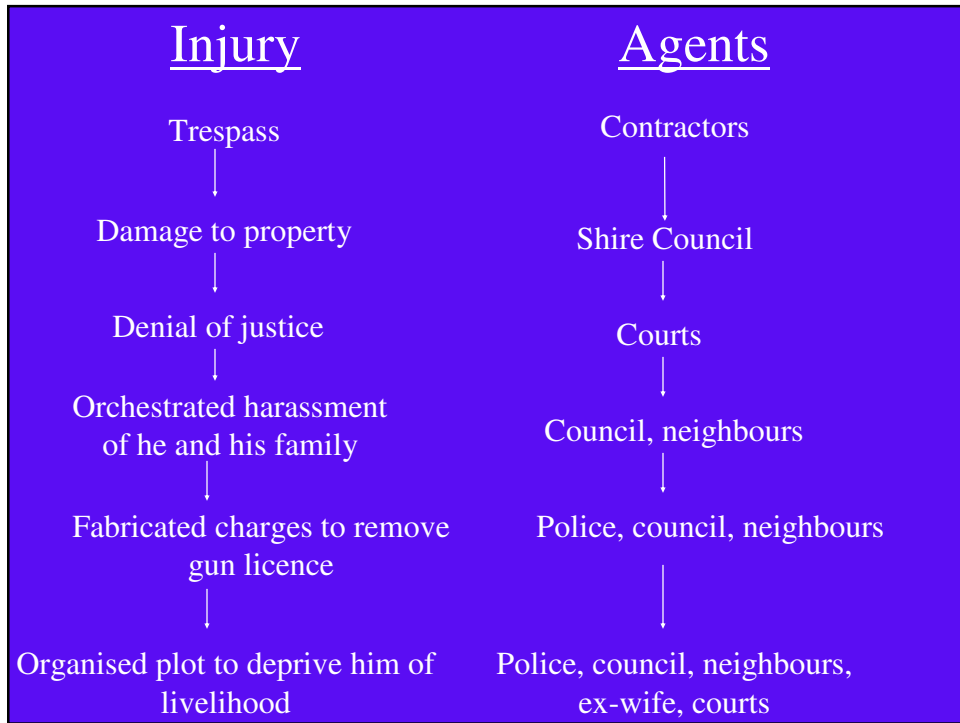 Injury
Trespass
Damage to property
Denial of justice
Orchestrated harassment
of he and his family
Fabricated charges to remove
gun licence
Organised plot to deprive him of
livelihood
Agents
Contractors
Shire Council
Courts
Council, neighbours
Police, council, neighbours
Police, council, neighbours,
ex-wife, courts